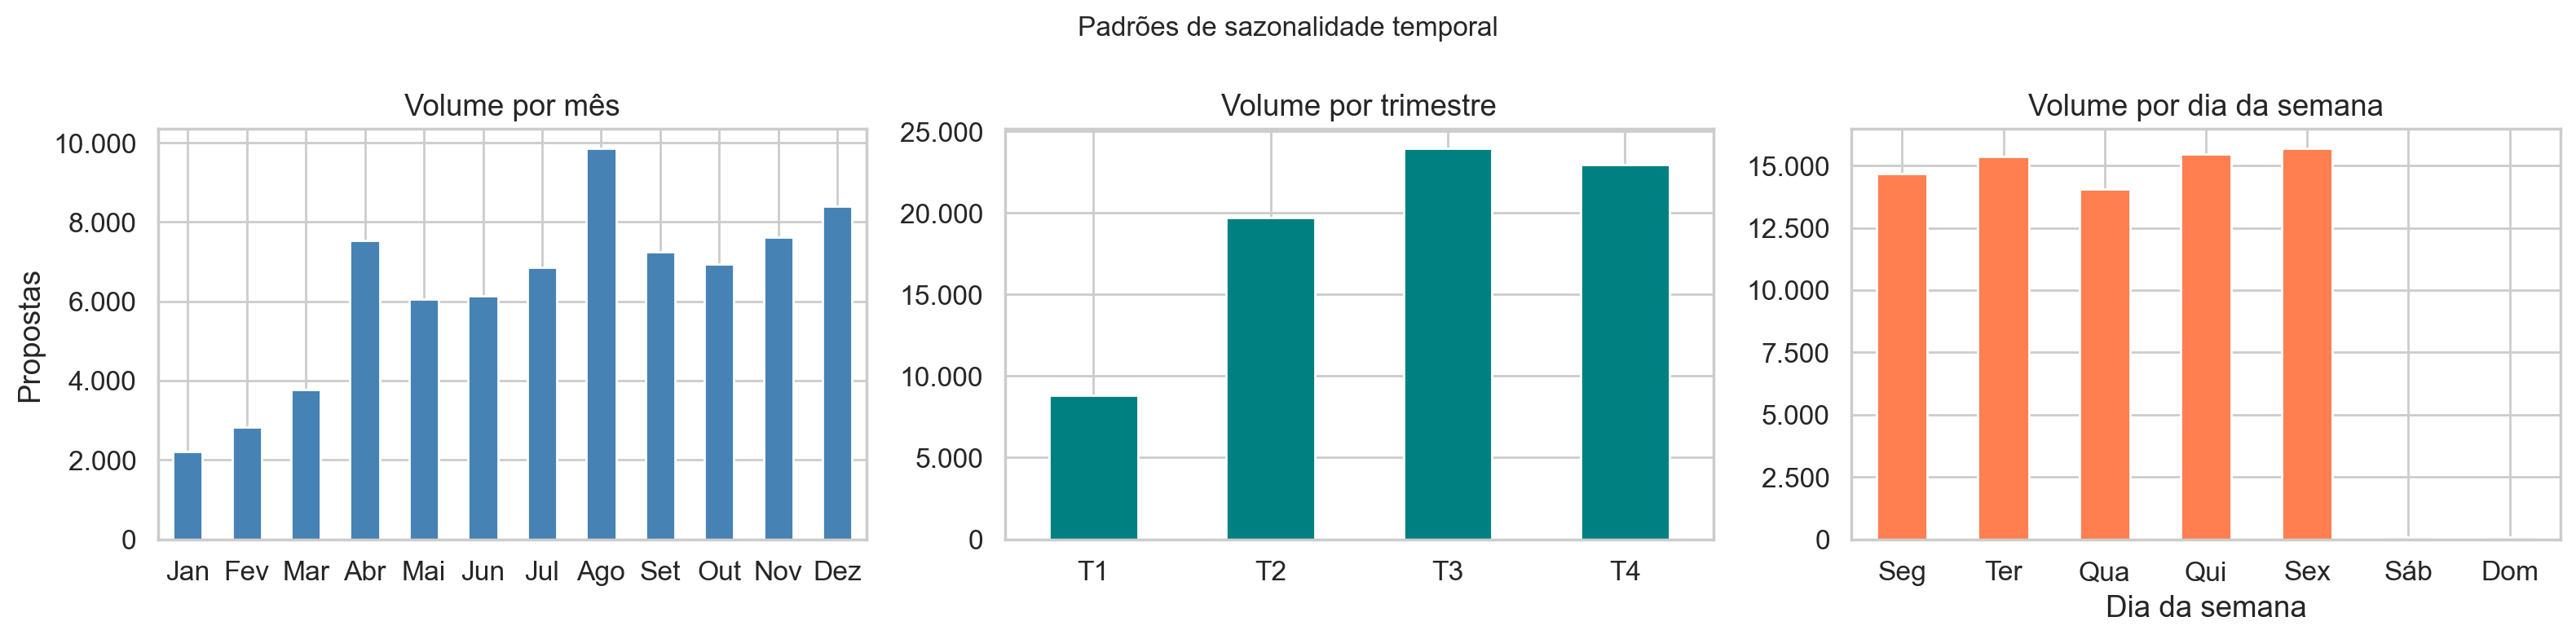 Padrões de sazonalidade temporal
Volume por mês
Propostas
10.000
8.000
6.000
4.000
2.000
0
Jan Fev Mar Abr Mai Jun Jul Ago Set Out Nov Dez
Volume por trimestre
25.000
20.000
15.000
10.000
5.000
0
T1 T2 T3 T4
Volume por dia da semana
15.000
12.500
10.000
7.500
5.000
2.500
0
Seg Ter Qua Qui Sex Sáb Dom
Dia da semana